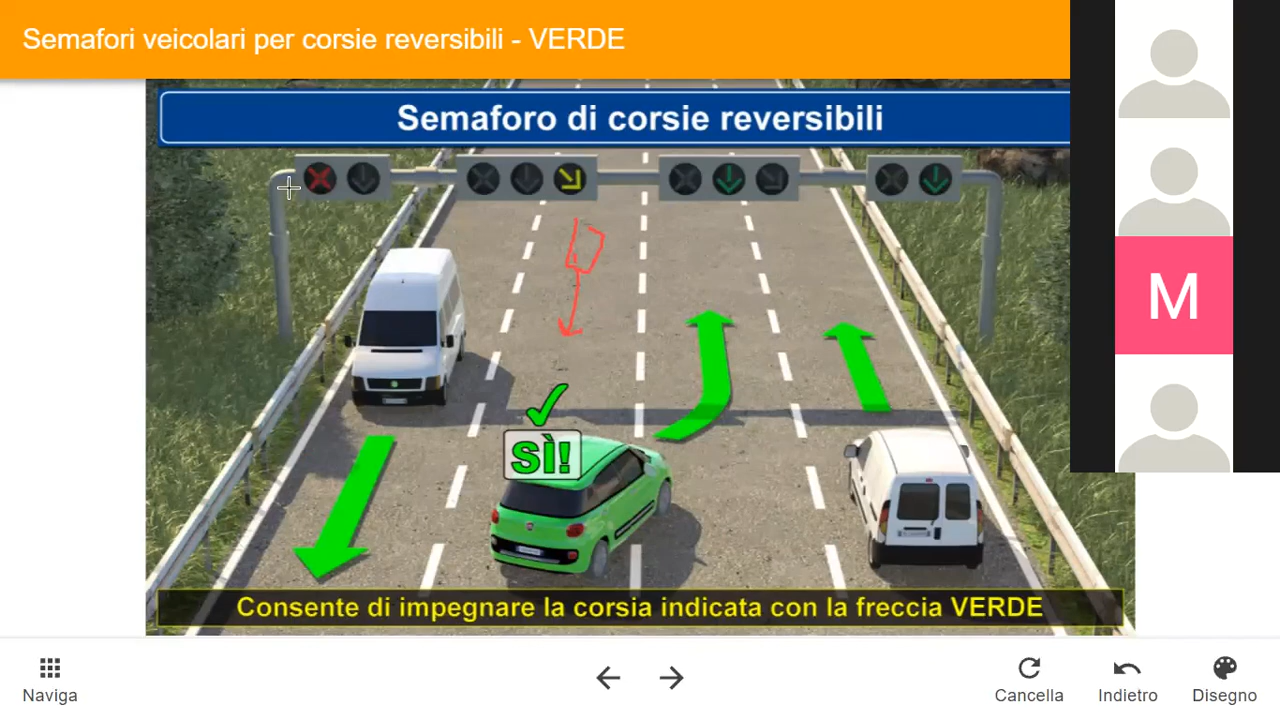 Semafori veicolari per corsie reversibili - VERDE
Semaforo di corsie reversibili
M
SÌ!
Consente di impegnare la corsia indicata con la freccia VERDE
Naviga
Cancella
Indietro
Disegno